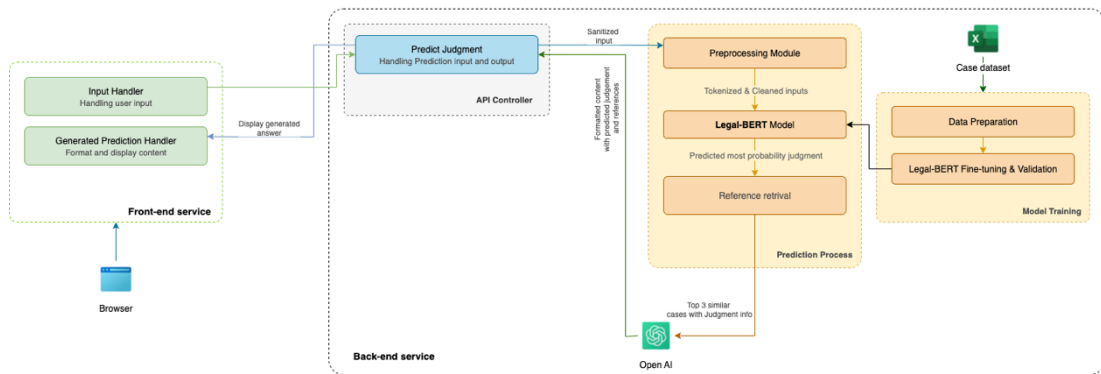 Input Handler
Handling user input
Generated Prediction Handler
Format and display content
Front-end service
Browser
Display generated
answer
Predict Judgment
Handling Prediction input and output
API Controller
Sanitized
input
Formatted content
with predicted judgement
and references
Preprocessing Module
Tokenized & Cleaned inputs
Legal-BERT Model
Predicted most probability judgment
Reference retrival
Prediction Process
Top 3 similar
cases with Judgment info
Open AI
Back-end service
X
Case dataset
Data Preparation
Legal-BERT Fine-tuning & Validation
Model Training